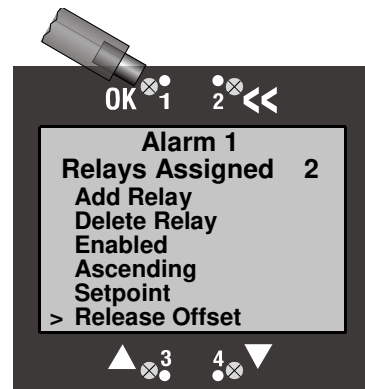 OK 1 2 <<
Alarm 1
Relays Assigned 2
Add Relay
Delete Relay
Enabled
Ascending
Setpoint
> Release Offset
3 4